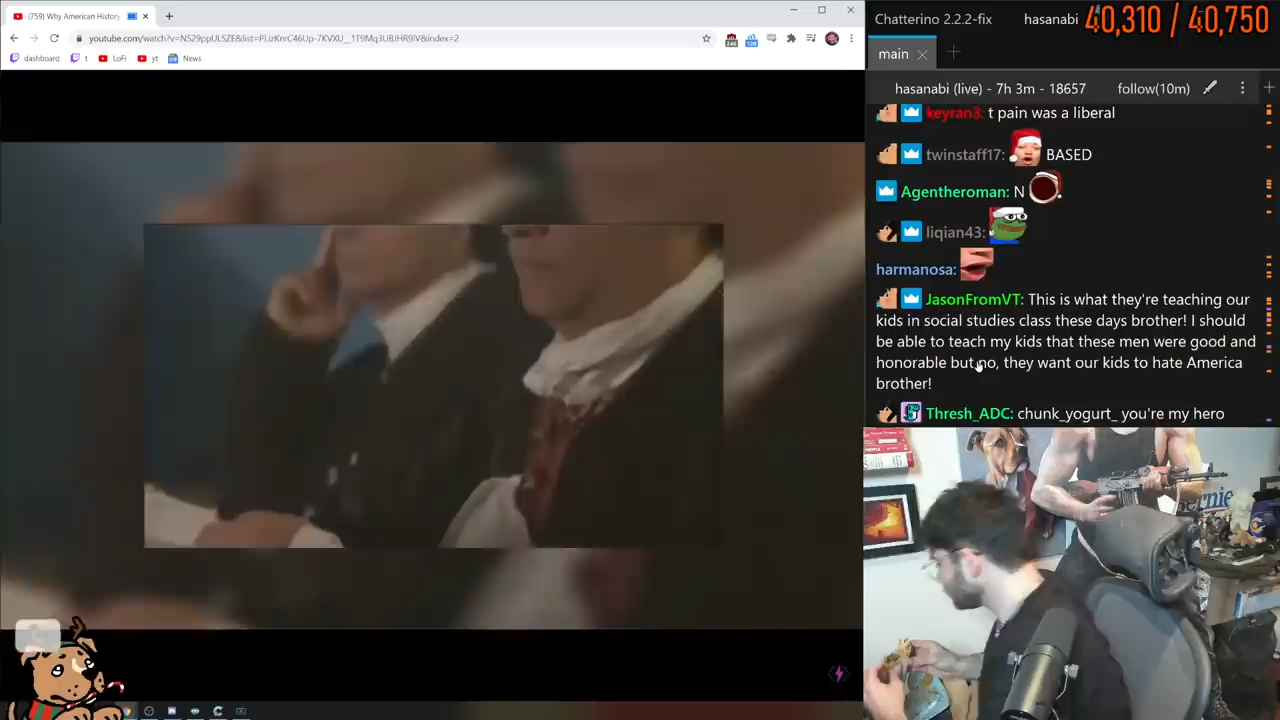 (759) Why American History
youtube.com/watch?v=NS29ppULSZE&list=PLizKnrC46Up-7KVXU__1T9Mq3U8JHR9iV&index=2
dashboard
t
LoFi
yt
News
Chatterino 2.2.2-fix
hasanabi
40,310 / 40,750
main
hasanabi (live) - 7h 3m - 18657
follow(10m)
keyran3: t pain was a liberal
twinstaff17: BASED
Agentheroman: N
liqian43:
harmanosa:
JasonFromVT: This is what they're teaching our
kids in social studies class these days brother! I should
be able to teach my kids that these men were good and
honorable but no, they want our kids to hate America
brother!
Thresh_ADC: chunk_yogurt_ you're my hero
Bernie